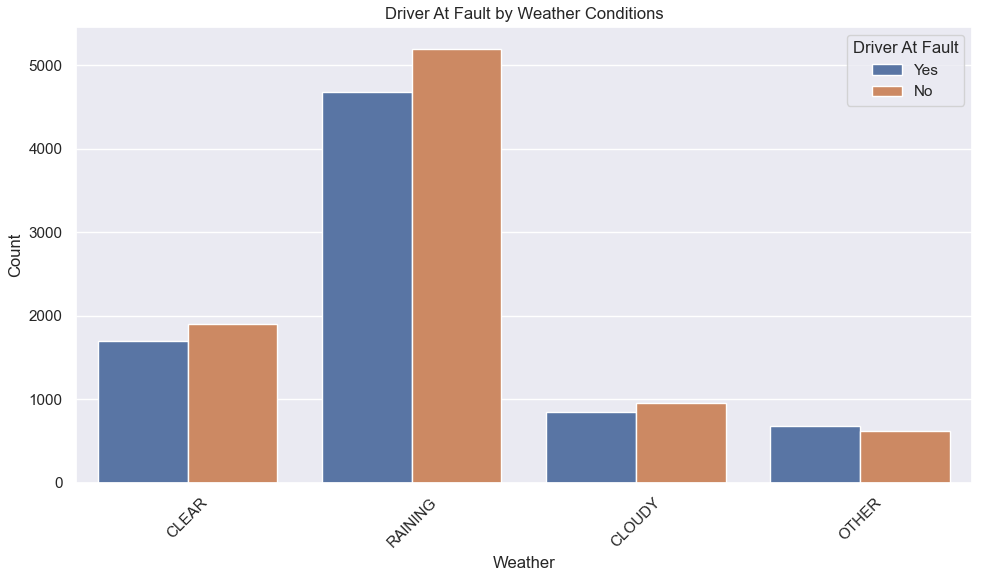 Driver At Fault by Weather Conditions
Driver At Fault
Yes
No
5000
4000
3000
2000
1000
0
Count
CLEAR
RAINING
CLOUDY
OTHER
Weather